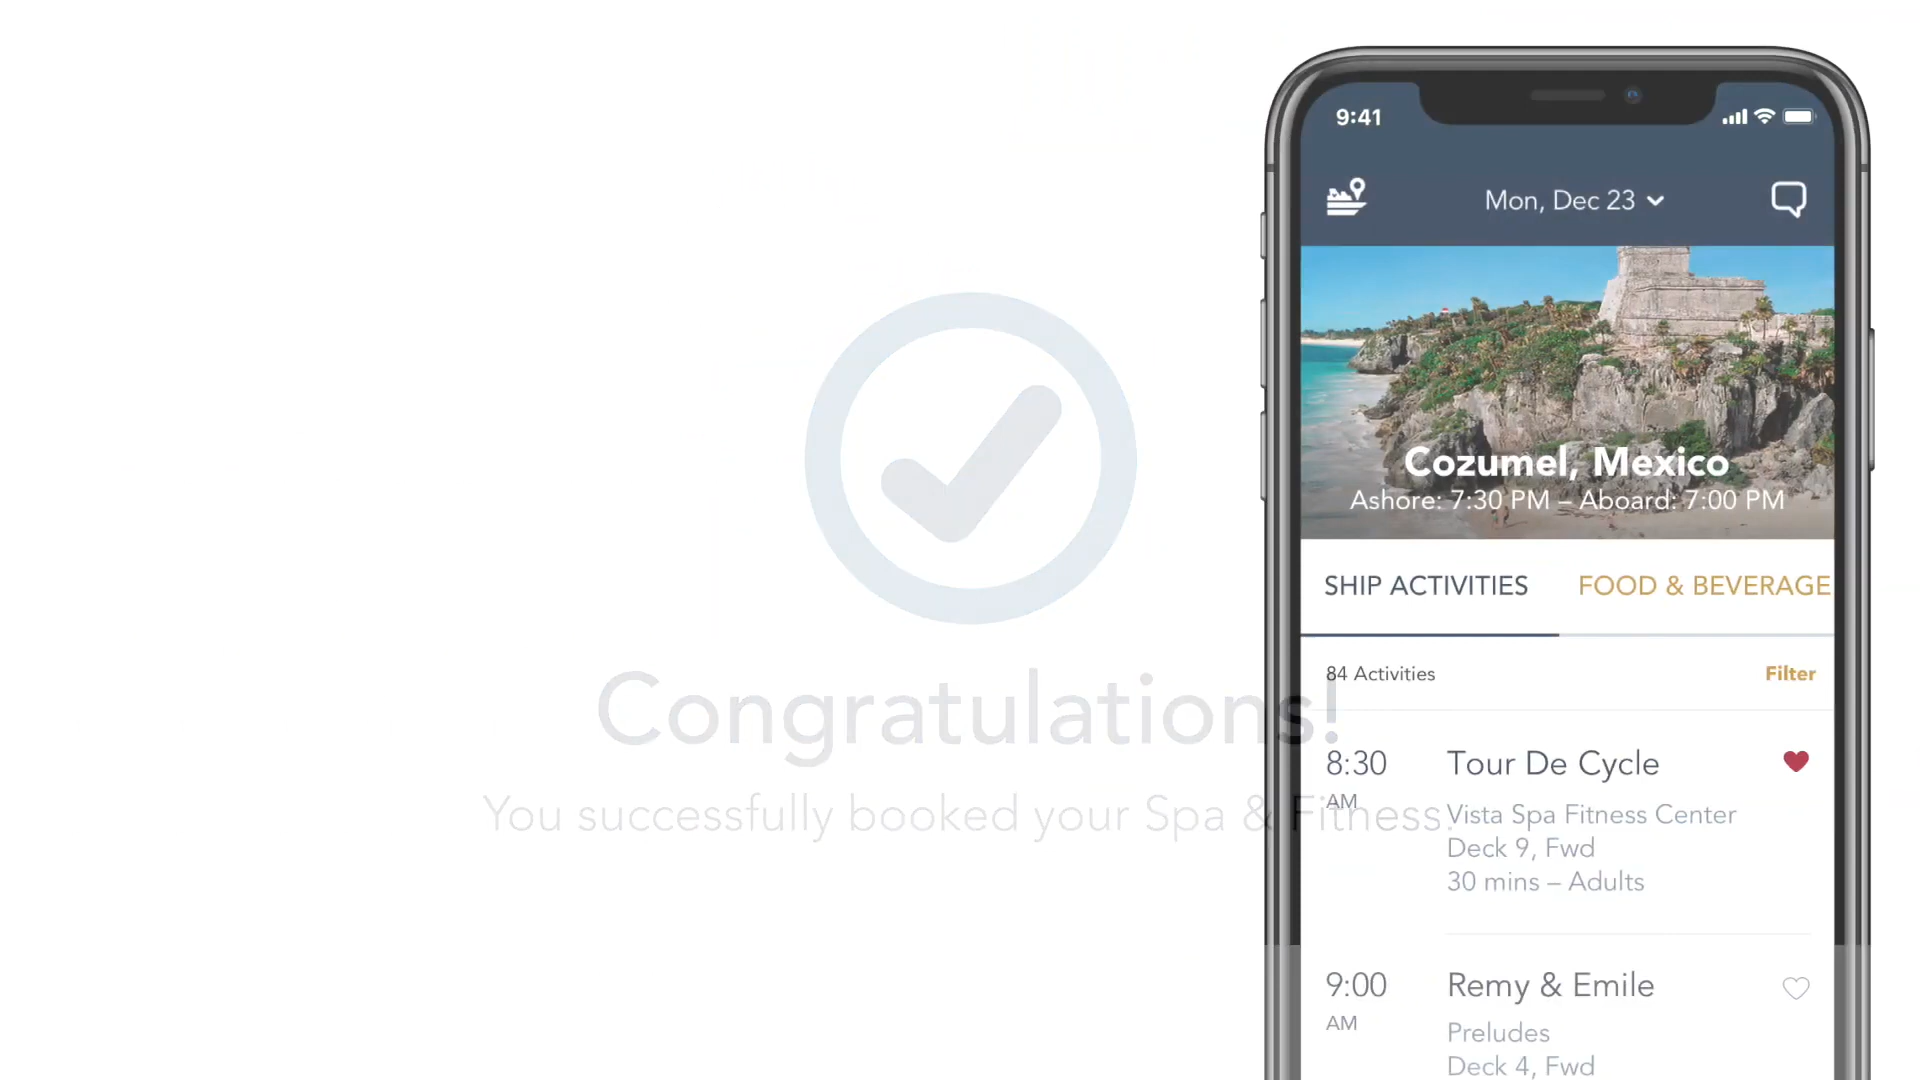 9:41
Mon, Dec 23
Cozumel, Mexico
Ashore: 7:30 PM – Aboard: 7:00 PM
SHIP ACTIVITIES
FOOD & BEVERAGE
84 Activities
Filter
Congratulations!
You successfully booked your Spa & Fitness.
8:30
AM
Tour De Cycle
Vista Spa Fitness Center
Deck 9, Fwd
30 mins – Adults
9:00
AM
Remy & Emile
Preludes
Deck 4, Fwd